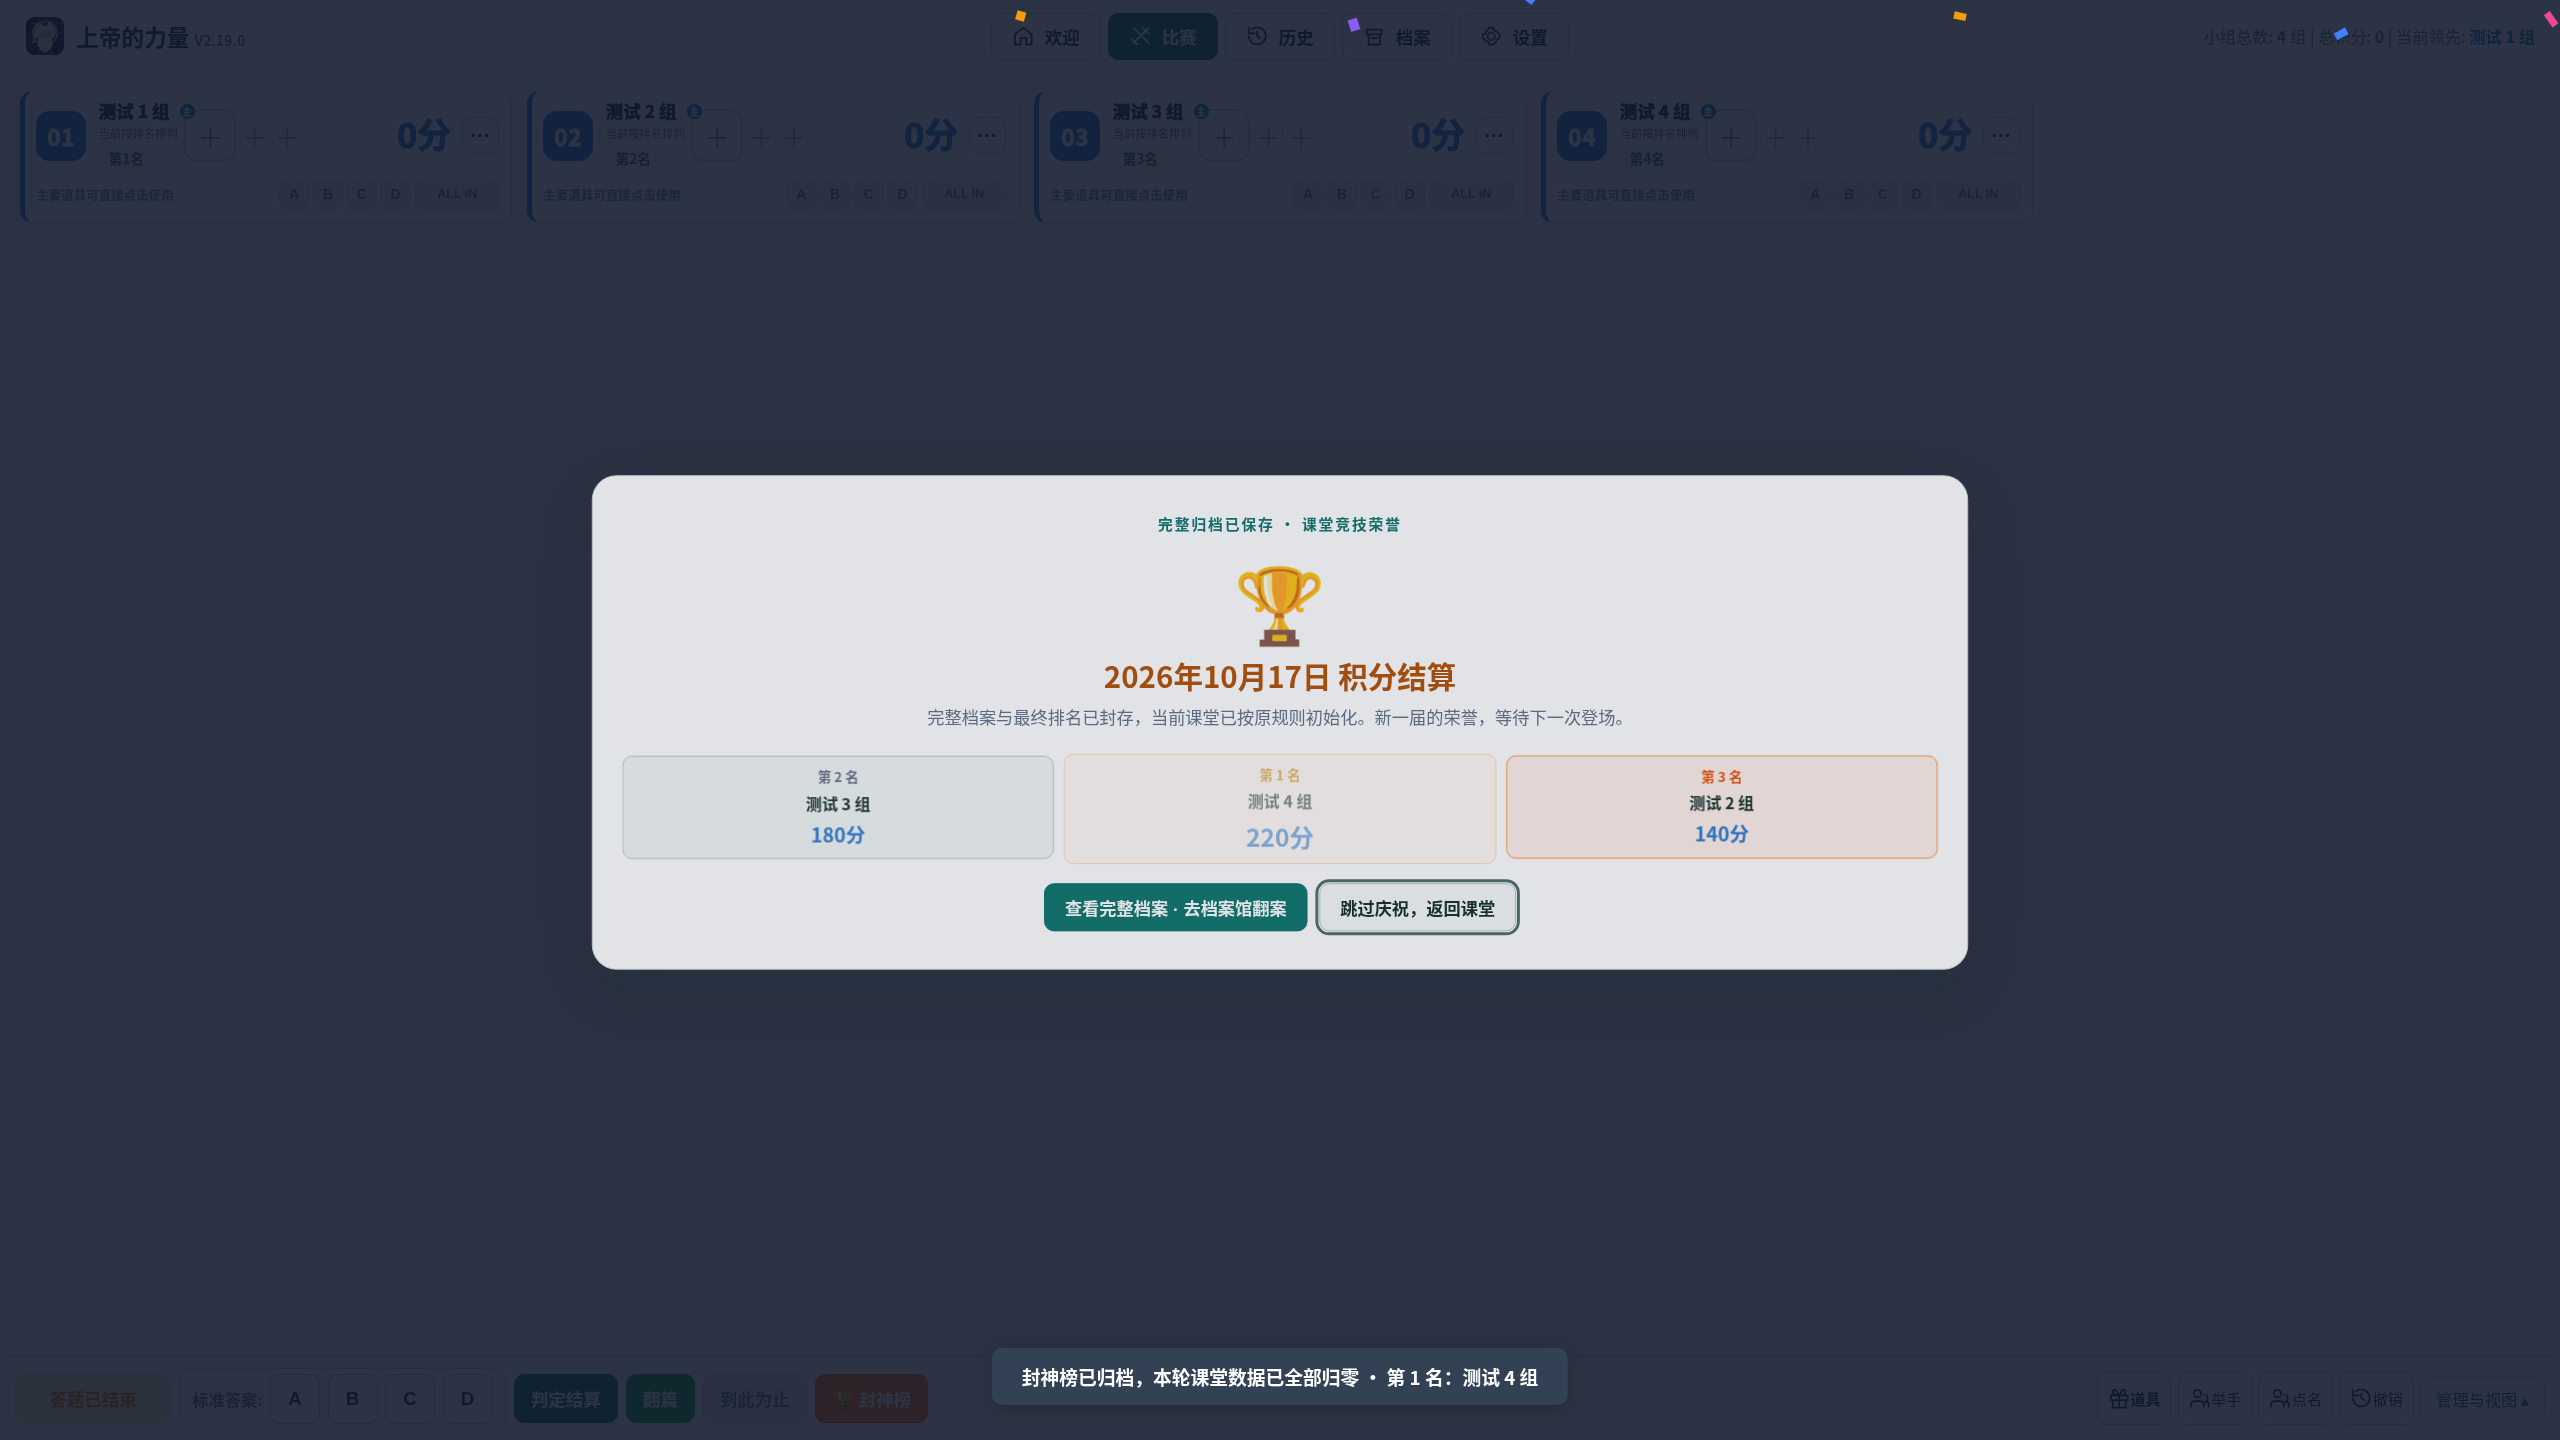 上帝的力量 V2.19.0
欢迎
比赛
历史
档案
设置
小组总数: 4 组 | 总积分: 0 | 当前领先: 测试 1 组
01
测试 1 组
主
当前按排名排列
第1名
0分
主要道具可直接点击使用
A B C D ALL IN
02
测试 2 组
主
当前按排名排列
第2名
0分
主要道具可直接点击使用
A B C D ALL IN
03
测试 3 组
主
当前按排名排列
第3名
0分
主要道具可直接点击使用
A B C D ALL IN
04
测试 4 组
主
当前按排名排列
第4名
0分
主要道具可直接点击使用
A B C D ALL IN
完整归档已保存 · 课堂竞技荣誉
2026年10月17日 积分结算
完整档案与最终排名已封存，当前课堂已按原规则初始化。新一届的荣誉，等待下一次登场。
第 2 名
测试 3 组
180分
第 1 名
测试 4 组
220分
第 3 名
测试 2 组
140分
查看完整档案 · 去档案馆翻案
跳过庆祝，返回课堂
封神榜已归档，本轮课堂数据已全部归零 · 第 1 名：测试 4 组
答题已结束
标准答案: A B C D
判定结算
翻篇
到此为止
封神榜
道具
举手
点名
撤销
管理与视图 ▴